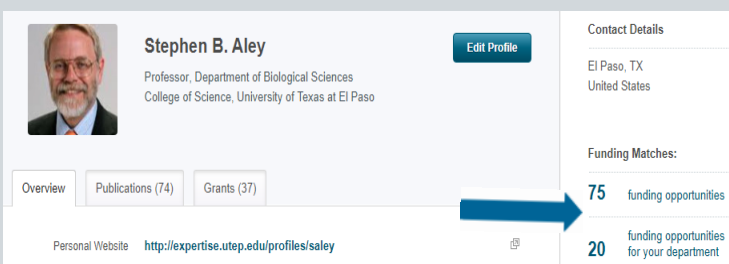 Stephen B. Aley
Edit Profile
Professor, Department of Biological Sciences
College of Science, University of Texas at El Paso
Overview
Publications (74)
Grants (37)
Personal Website http://expertise.utep.edu/profiles/saley
Contact Details
El Paso, TX
United States
Funding Matches:
75 funding opportunities
20 funding opportunities
for your department